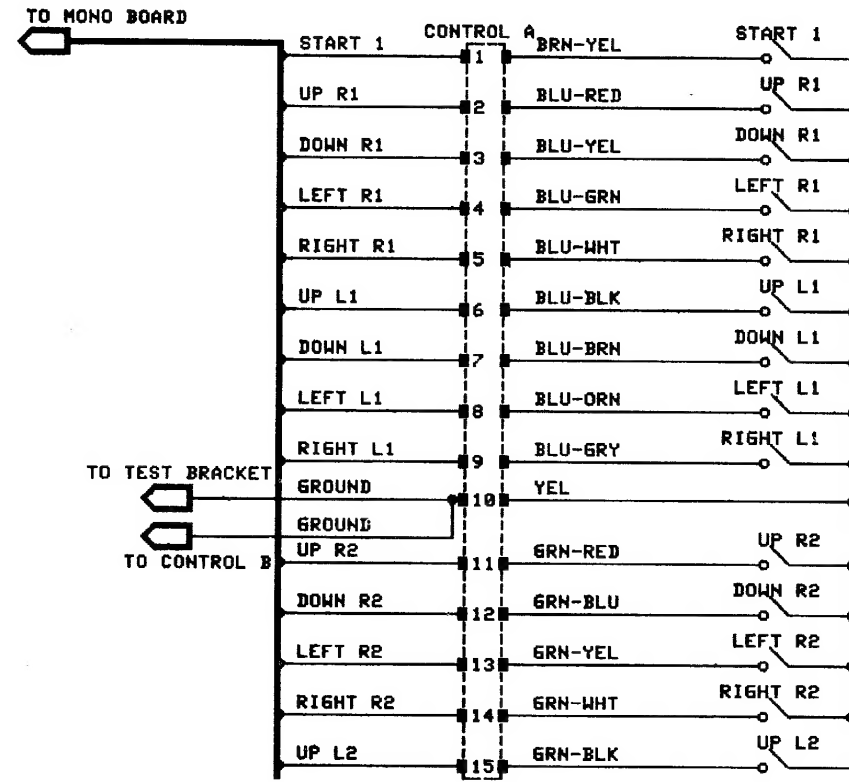 TO MONO BOARD
CONTROL A
START 1 1 BRN-YEL START 1
UP R1 2 BLU-RED UP R1
DOWN R1 3 BLU-YEL DOWN R1
LEFT R1 4 BLU-GRN LEFT R1
RIGHT R1 5 BLU-WHT RIGHT R1
UP L1 6 BLU-BLK UP L1
DOWN L1 7 BLU-BRN DOWN L1
LEFT L1 8 BLU-ORN LEFT L1
RIGHT L1 9 BLU-GRY RIGHT L1
TO TEST BRACKET
GROUND 10 YEL
GROUND
TO CONTROL B
UP R2 11 GRN-RED UP R2
DOWN R2 12 GRN-BLU DOWN R2
LEFT R2 13 GRN-YEL LEFT R2
RIGHT R2 14 GRN-WHT RIGHT R2
UP L2 15 GRN-BLK UP L2